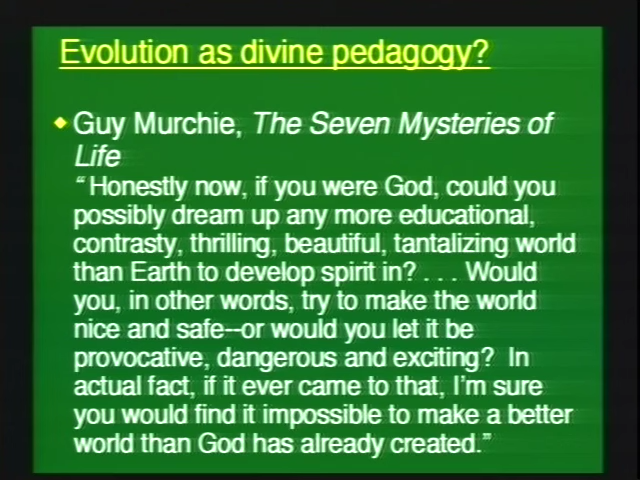 Evolution as divine pedagogy?
Guy Murchie, The Seven Mysteries of
Life
“Honestly now, if you were God, could you
possibly dream up any more educational,
contrasty, thrilling, beautiful, tantalizing world
than Earth to develop spirit in? . . . Would
you, in other words, try to make the world
nice and safe--or would you let it be
provocative, dangerous and exciting?  In
actual fact, if it ever came to that, I’m sure
you would find it impossible to make a better
world than God has already created.”